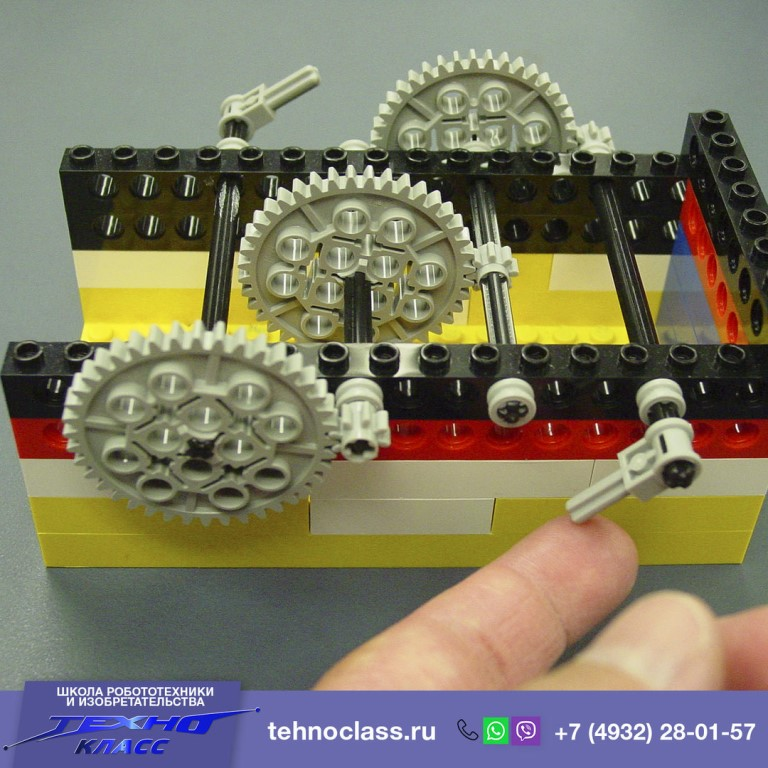 ШКОЛА РОБОТОТЕХНИКИ
И ИЗОБРЕТАТЕЛЬСТВА
ТЕХНО
КЛАСС
tehnoclass.ru
+7 (4932) 28-01-57